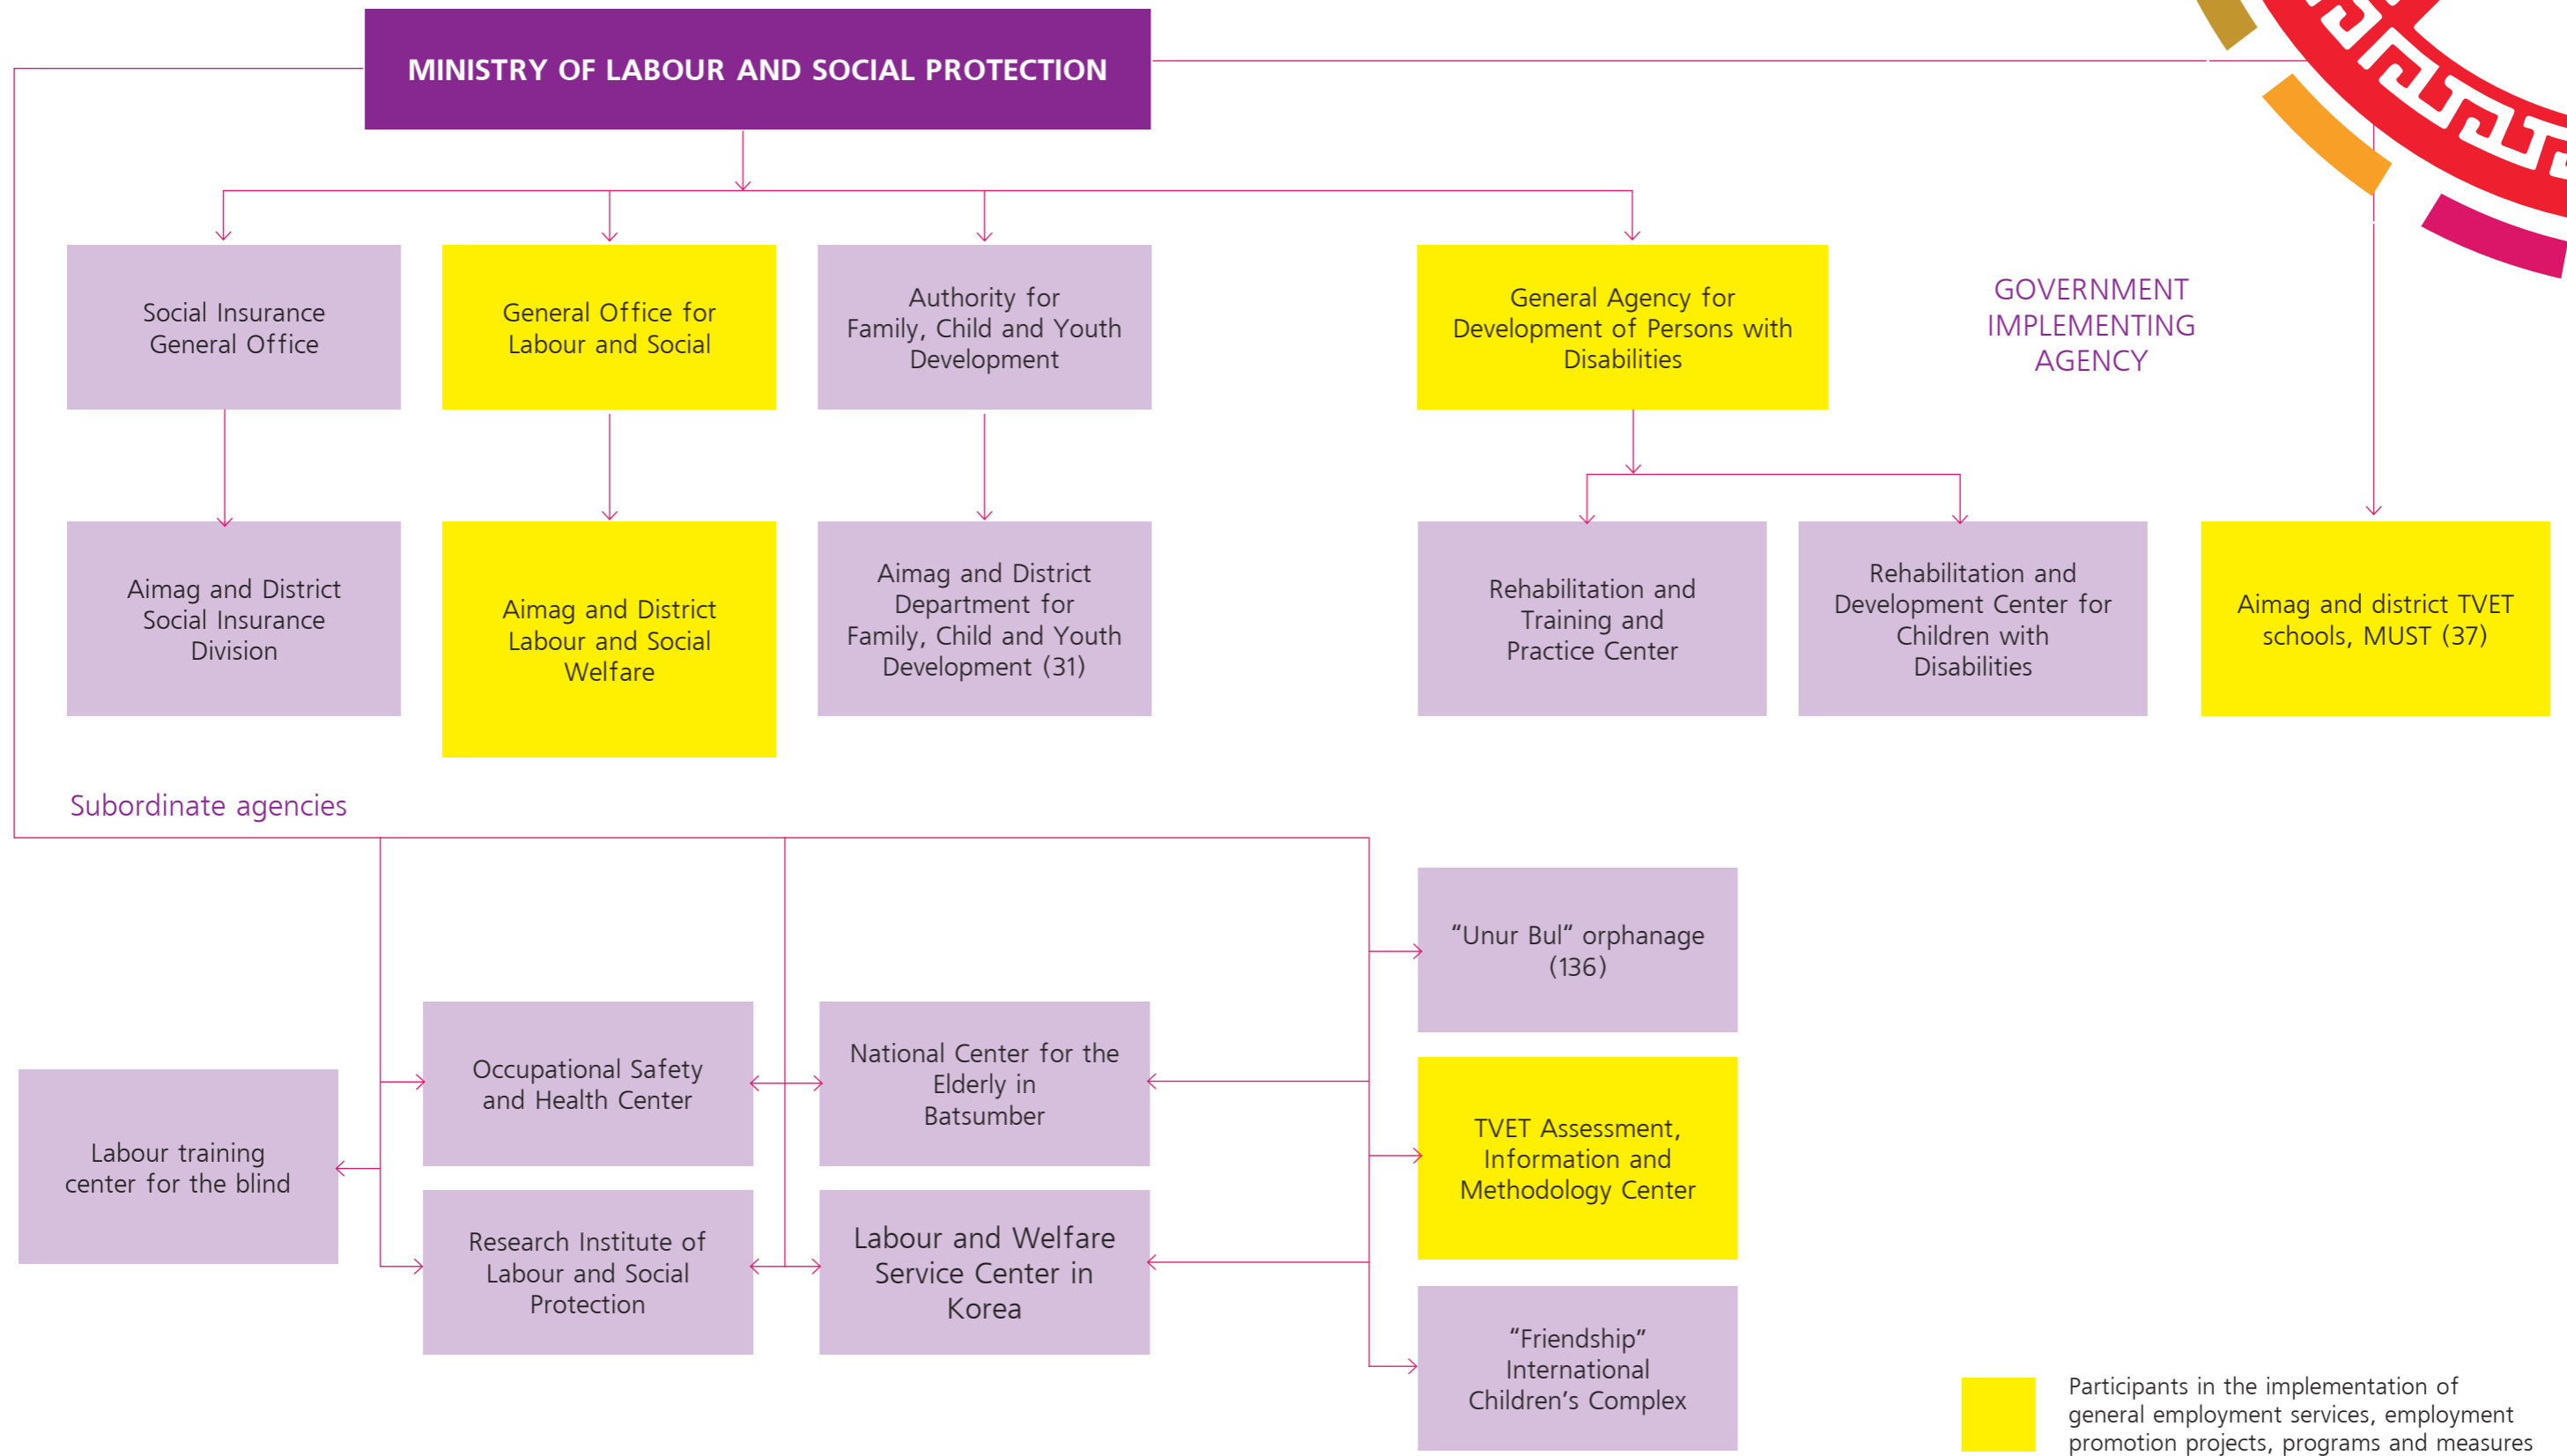 MINISTRY OF LABOUR AND SOCIAL PROTECTION
Social Insurance
General Office
General Office for
Labour and Social
Authority for
Family, Child and Youth
Development
General Agency for
Development of Persons with
Disabilities
GOVERNMENT
IMPLEMENTING
AGENCY
Aimag and District
Social Insurance
Division
Aimag and District
Labour and Social
Welfare
Aimag and District
Department for
Family, Child and Youth
Development (31)
Rehabilitation and
Training and
Practice Center
Rehabilitation and
Development Center for
Children with
Disabilities
Aimag and district TVET
schools, MUST (37)
Subordinate agencies
Labour training
center for the blind
Occupational Safety
and Health Center
Research Institute of
Labour and Social
Protection
National Center for the
Elderly in
Batsumber
Labour and Welfare
Service Center in
Korea
“Unur Bul“ orphanage
(136)
TVET Assessment,
Information and
Methodology Center
“Friendship”
International
Children’s Complex
Participants in the implementation of
general employment services, employment
promotion projects, programs and measures